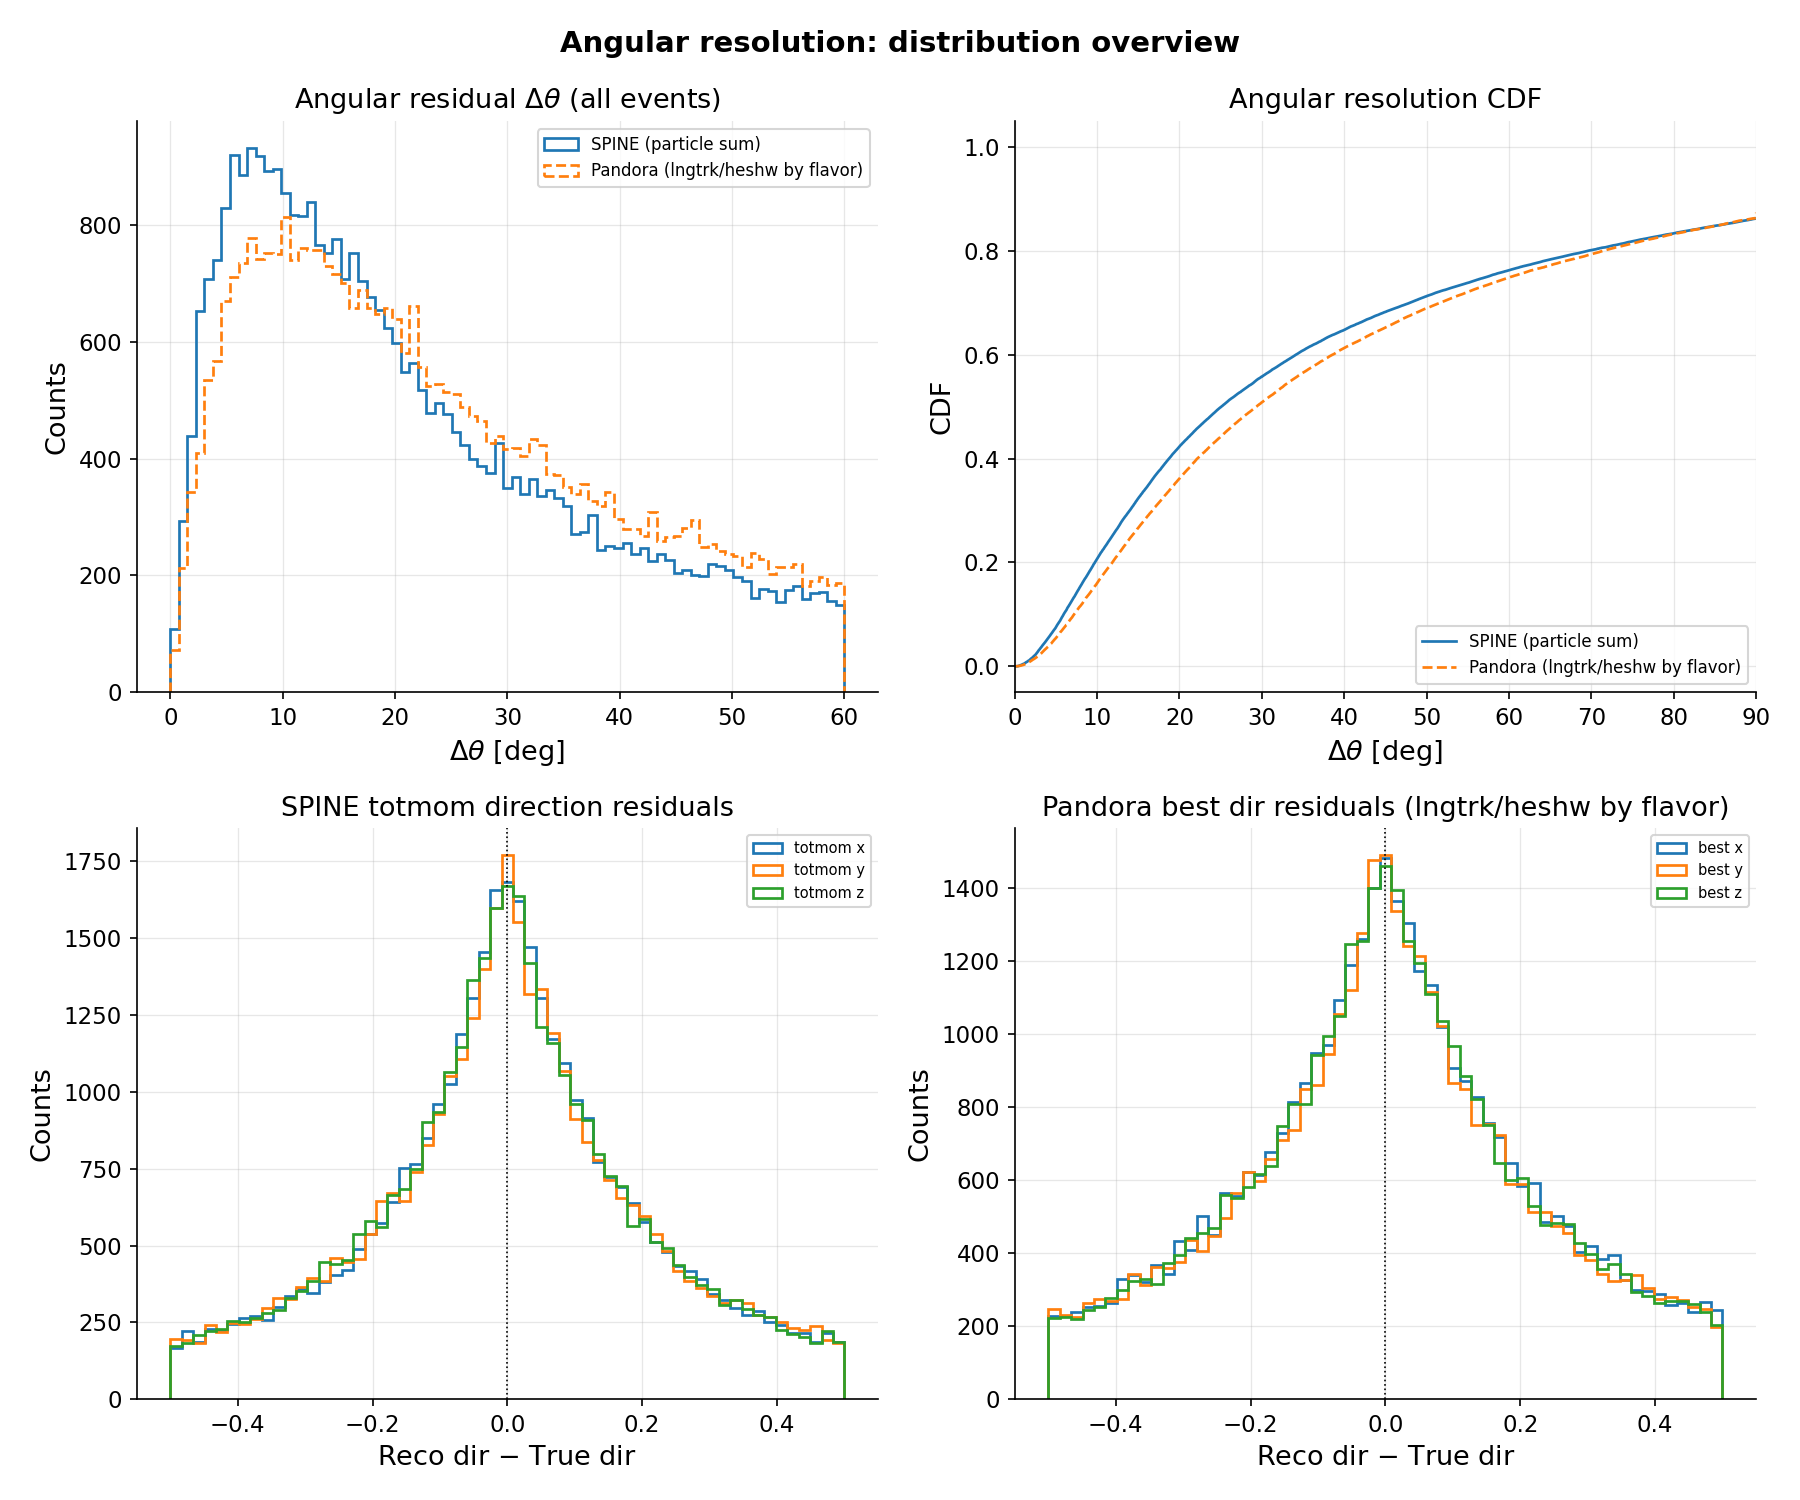 Angular resolution: distribution overview
Angular residual Δθ (all events)
SPINE (particle sum)
Pandora (lngtrk/heshw by flavor)
800
600
400
200
0
Counts
0 10 20 30 40 50 60
Δθ [deg]
Angular resolution CDF
1.0
0.8
0.6
0.4
0.2
0.0
CDF
SPINE (particle sum)
Pandora (lngtrk/heshw by flavor)
0 10 20 30 40 50 60 70 80 90
Δθ [deg]
SPINE totmom direction residuals
totmom x
totmom y
totmom z
1750
1500
1250
1000
750
500
250
0
Counts
−0.4 −0.2 0.0 0.2 0.4
Reco dir − True dir
Pandora best dir residuals (lngtrk/heshw by flavor)
best x
best y
best z
1400
1200
1000
800
600
400
200
0
Counts
−0.4 −0.2 0.0 0.2 0.4
Reco dir − True dir